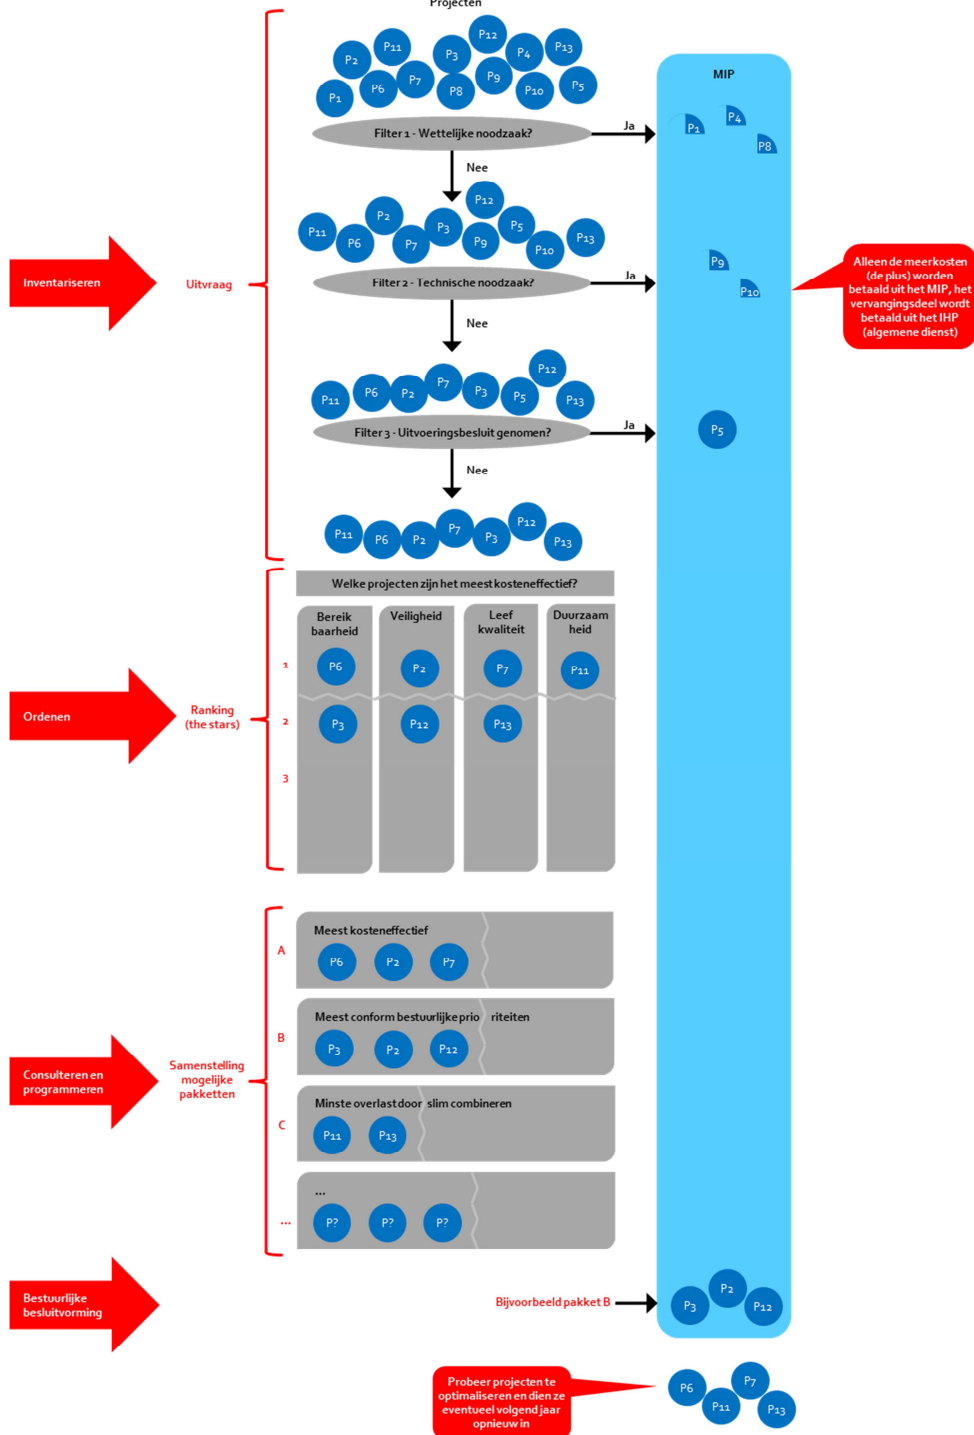 Projecten
P12
P11
P3
P4
P13
P2
P9
P6
P7
P8
P10
P5
P1
MIP
Filter 1 - Wettelijke noodzaak?
Ja
P1
P4
P8
Nee
P12
P2
P11
P3
P5
P6
P7
P9
P10
P13
Inventariseren
Uitvraag
Filter 2 - Technische noodzaak?
Ja
P9
P10
Alleen de meerkosten
(de plus) worden
betaald uit het MIP, het
vervangingsdeel wordt
betaald uit het IHP
(algemene dienst)
Nee
P12
P7
P6
P2
P3
P5
P11
P13
Filter 3 - Uitvoeringsbesluit genomen?
Ja
P5
Nee
P11
P6
P2
P7
P3
P12
P13
Welke projecten zijn het meest kosteneffectief?
Bereik
baarheid
Veiligheid
Leef
kwaliteit
Duurzaam
heid
1
P6
P2
P7
P11
Ordenen
Ranking
(the stars)
2
P3
P12
P13
3
A
Meest kosteneffectief
P6
P2
P7
B
Meest conform bestuurlijke prio riteiten
P3
P2
P12
Consulteren en
programmeren
Samenstelling
mogelijke
pakketten
C
Minste overlast door slim combineren
P11
P13
...
...
P?
P?
P?
Bestuurlijke
besluitvorming
Bijvoorbeeld pakket B
P3
P2
P12
Probeer projecten te
optimaliseren en dien ze
eventueel volgend jaar
opnieuw in
P6
P11
P7
P13